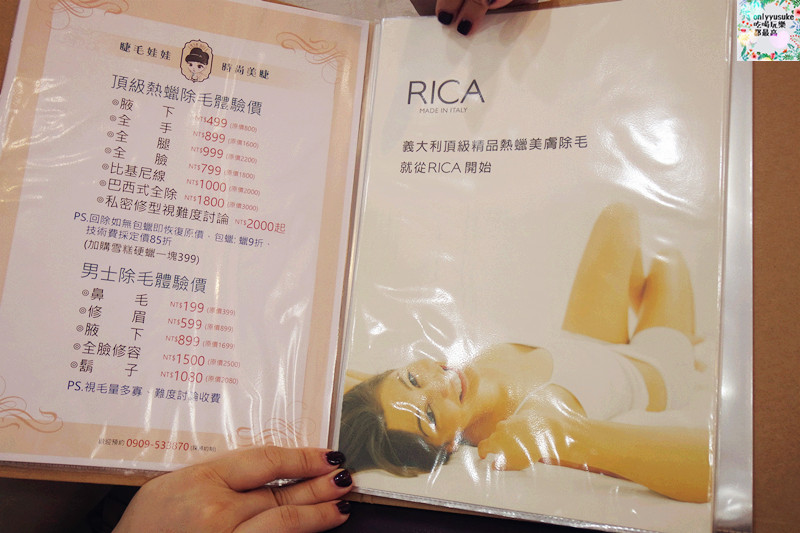 睫毛娃娃 時尚美睫
頂級熱蠟除毛體驗價
◎腋 下 NT$499 (原價800)
◎全 手 NT$899 (原價1600)
◎全 腿 NT$999 (原價2200)
◎全 臉 NT$799 (原價1800)
◎比基尼線 NT$1000 (原價2000)
◎巴西式全除 NT$1800 (原價3000)
◎私密修型視難度討論 NT$2000起
PS.回除如無包蠟即恢復原價，包蠟: 蠟9折，
技術費採定價85折
(加購雪糕硬蠟一塊399)
男士除毛體驗價
◎鼻 毛 NT$199 (原價399)
◎修 眉 NT$599 (原價899)
◎腋 下 NT$899 (原價1699)
◎全臉修容 NT$1500 (原價2500)
◎鬍 子 NT$1080 (原價2080)
PS.視毛量多寡、難度討論收費
0909-533870
RICA
MADE IN ITALY
義大利頂級精品熱蠟美膚除毛
就從RICA開始
onlyyusuke
吃喝玩樂
最高